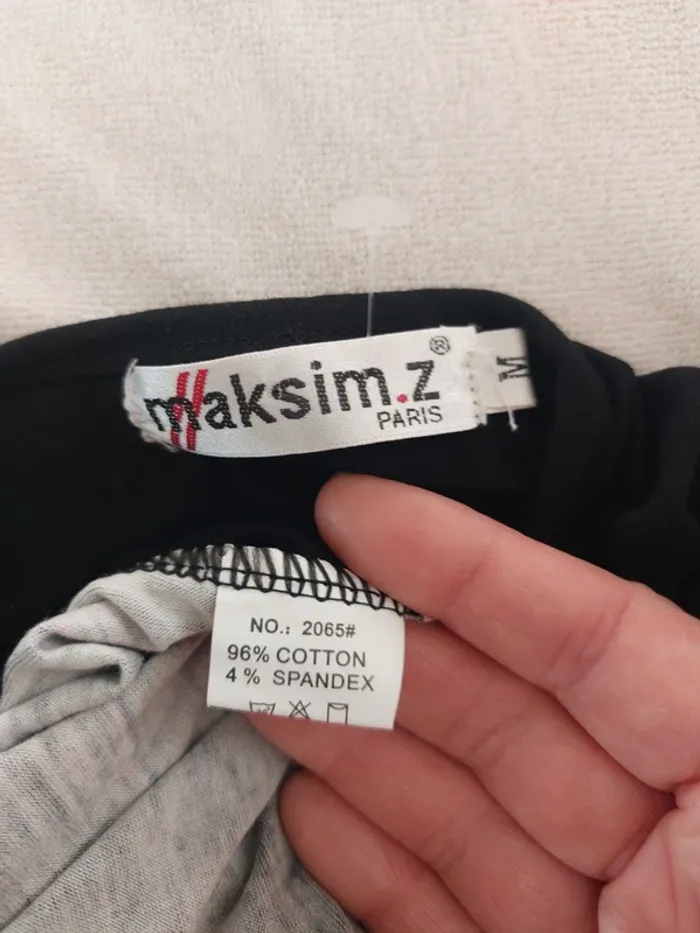 maksim.z®
PARIS
M
NO.: 2065#
96% COTTON
4% SPANDEX